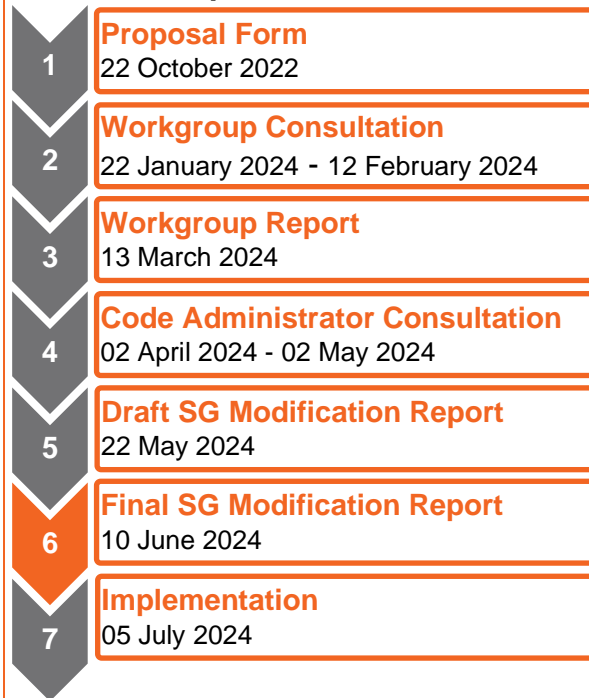 Proposal Form
1
22 October 2022
Workgroup Consultation
2
22 January 2024 - 12 February 2024
Workgroup Report
3
13 March 2024
Code Administrator Consultation
4
02 April 2024 - 02 May 2024
Draft SG Modification Report
5
22 May 2024
Final SG Modification Report
6
10 June 2024
Implementation
7
05 July 2024